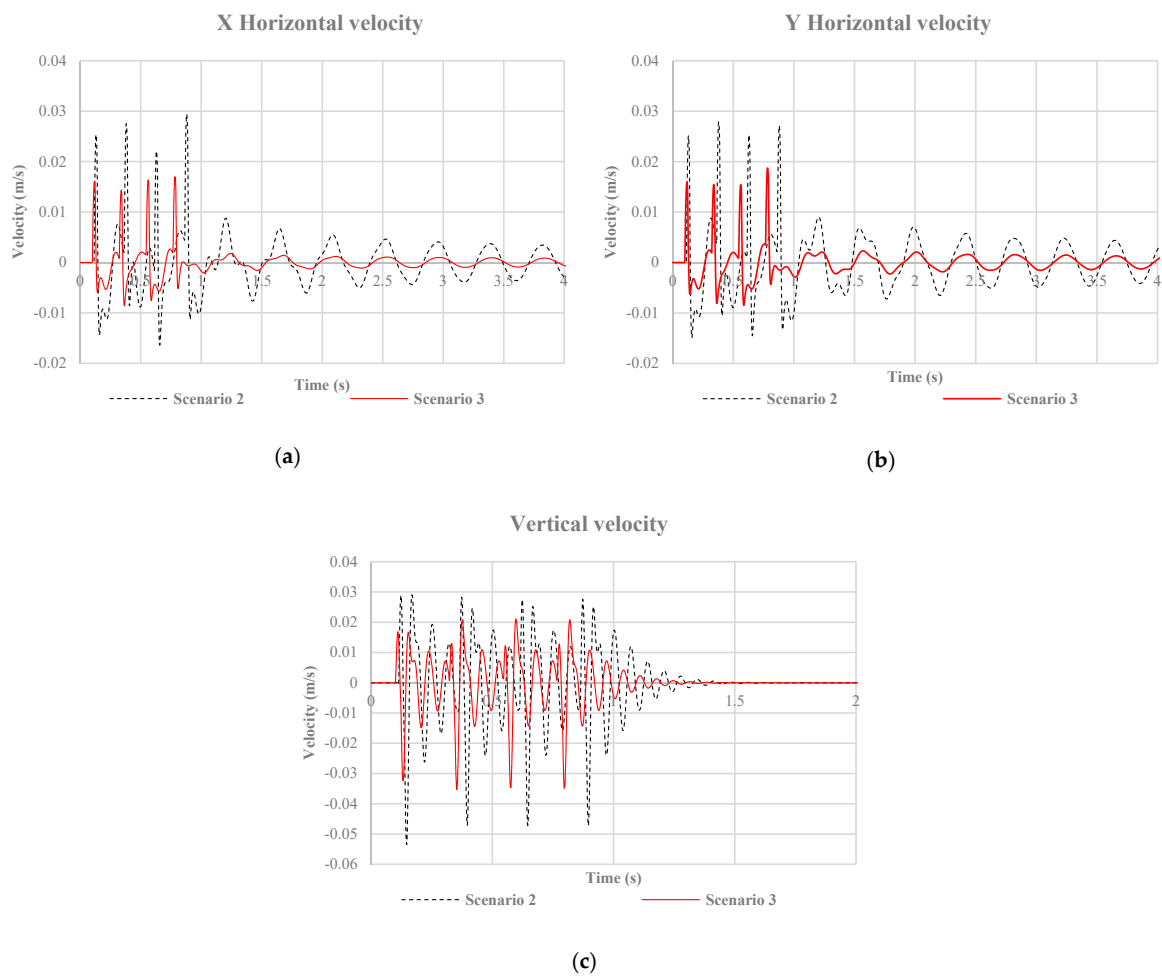 X Horizontal velocity
0.04
0.03
0.02
0.01
0
-0.01
-0.02
Velocity (m/s)
0 0.5 1 1.5 2 2.5 3 3.5 4
Time (s)
Scenario 2 Scenario 3
(a)
Y Horizontal velocity
0.04
0.03
0.02
0.01
0
-0.01
-0.02
Velocity (m/s)
0 0.5 1 1.5 2 2.5 3 3.5 4
Time (s)
Scenario 2 Scenario 3
(b)
Vertical velocity
0.04
0.03
0.02
0.01
0
-0.01
-0.02
-0.03
-0.04
-0.05
-0.06
Velocity (m/s)
0 0.5 1 1.5 2
Time (s)
Scenario 2 Scenario 3
(c)